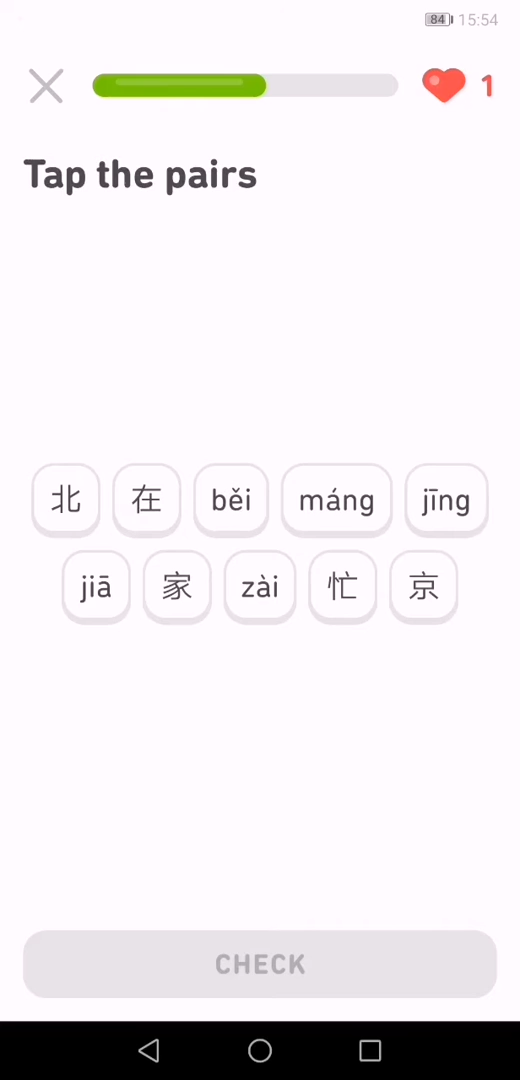 84 15:54
1
Tap the pairs
北 在 běi máng jīng
jiā 家 zài 忙 京
CHECK